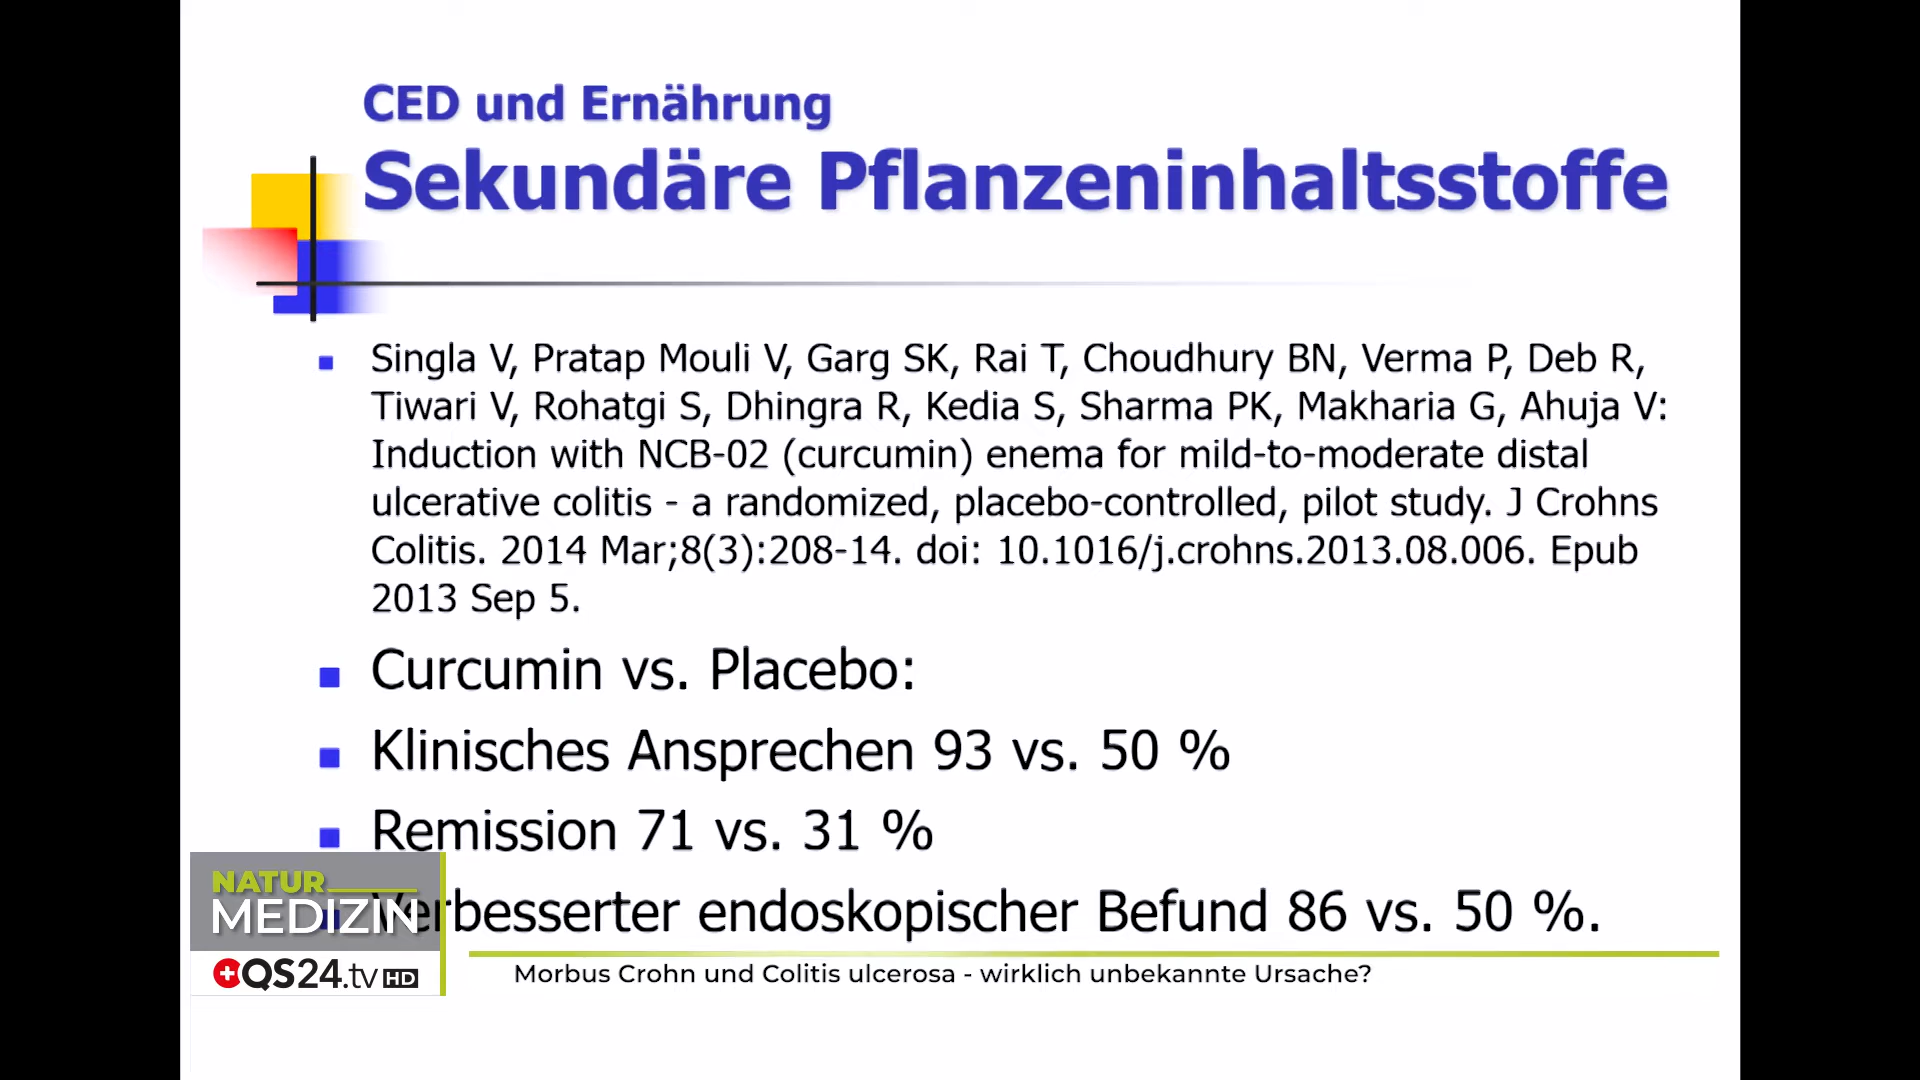 CED und Ernährung
Sekundäre Pflanzeninhaltsstoffe
Singla V, Pratap Mouli V, Garg SK, Rai T, Choudhury BN, Verma P, Deb R,
Tiwari V, Rohatgi S, Dhingra R, Kedia S, Sharma PK, Makharia G, Ahuja V:
Induction with NCB-02 (curcumin) enema for mild-to-moderate distal
ulcerative colitis - a randomized, placebo-controlled, pilot study. J Crohns
Colitis. 2014 Mar;8(3):208-14. doi: 10.1016/j.crohns.2013.08.006. Epub
2013 Sep 5.
Curcumin vs. Placebo:
Klinisches Ansprechen 93 vs. 50 %
Remission 71 vs. 31 %
Verbesserter endoskopischer Befund 86 vs. 50 %.
NATUR
MEDIZIN
QS24.tv HD
Morbus Crohn und Colitis ulcerosa - wirklich unbekannte Ursache?